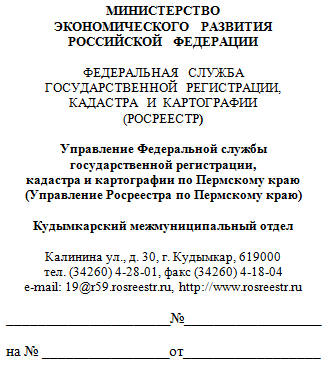 МИНИСТЕРСТВО
ЭКОНОМИЧЕСКОГО РАЗВИТИЯ
РОССИЙСКОЙ ФЕДЕРАЦИИ
ФЕДЕРАЛЬНАЯ СЛУЖБА
ГОСУДАРСТВЕННОЙ РЕГИСТРАЦИИ,
КАДАСТРА И КАРТОГРАФИИ
(РОСРЕЕСТР)
Управление Федеральной службы
государственной регистрации,
кадастра и картографии по Пермскому краю
(Управление Росреестра по Пермскому краю)
Кудымкарский межмуниципальный отдел
Калинина ул., д. 30, г. Кудымкар, 619000
тел. (34260) 4-28-01, факс (34260) 4-18-04
e-mail: 19@r59.rosreestr.ru, http://www.rosreestr.ru
______________________№__________________
на № _________________от__________________